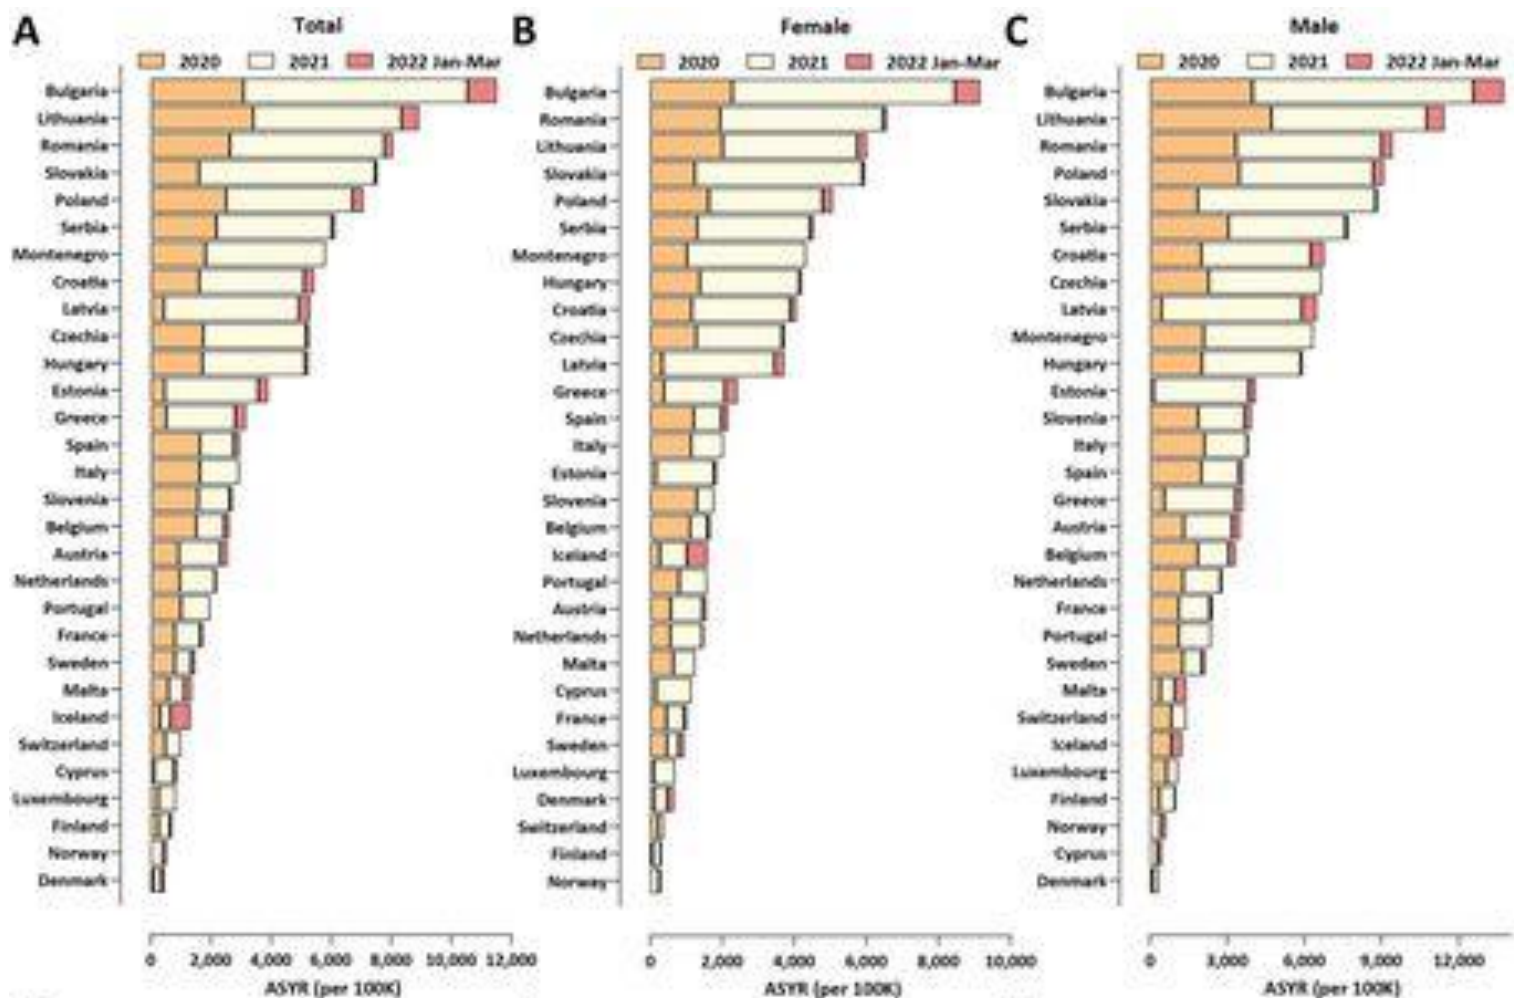 A
Total
2020 2021 2022 Jan-Mar
Bulgaria
Lithuania
Romania
Slovakia
Poland
Serbia
Montenegro
Croatia
Latvia
Czechia
Hungary
Estonia
Greece
Spain
Italy
Slovenia
Belgium
Austria
Netherlands
Portugal
France
Sweden
Malta
Iceland
Switzerland
Cyprus
Luxembourg
Finland
Norway
Denmark
0 2,000 4,000 6,000 8,000 10,000 12,000
ASYR (per 100K)
B
Female
2020 2021 2022 Jan-Mar
Bulgaria
Romania
Lithuania
Slovakia
Poland
Serbia
Montenegro
Hungary
Croatia
Czechia
Latvia
Greece
Spain
Italy
Estonia
Slovenia
Belgium
Iceland
Portugal
Austria
Netherlands
Malta
Cyprus
France
Sweden
Luxembourg
Denmark
Switzerland
Finland
Norway
0 2,000 4,000 6,000 8,000 10,000
ASYR (per 100K)
C
Male
2020 2021 2022 Jan-Mar
Bulgaria
Lithuania
Romania
Poland
Slovakia
Serbia
Croatia
Czechia
Latvia
Montenegro
Hungary
Estonia
Slovenia
Italy
Spain
Greece
Austria
Belgium
Netherlands
France
Portugal
Sweden
Malta
Switzerland
Iceland
Luxembourg
Finland
Norway
Cyprus
Denmark
0 3,000 6,000 9,000 12,000
ASYR (per 100K)